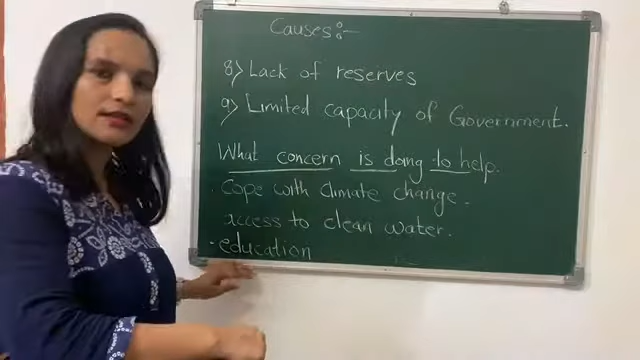 Causes:-
8) Lack of reserves
9) Limited capacity of Government.
What concern is doing to help.
· Cope with climate change.
access to clean water.
· education